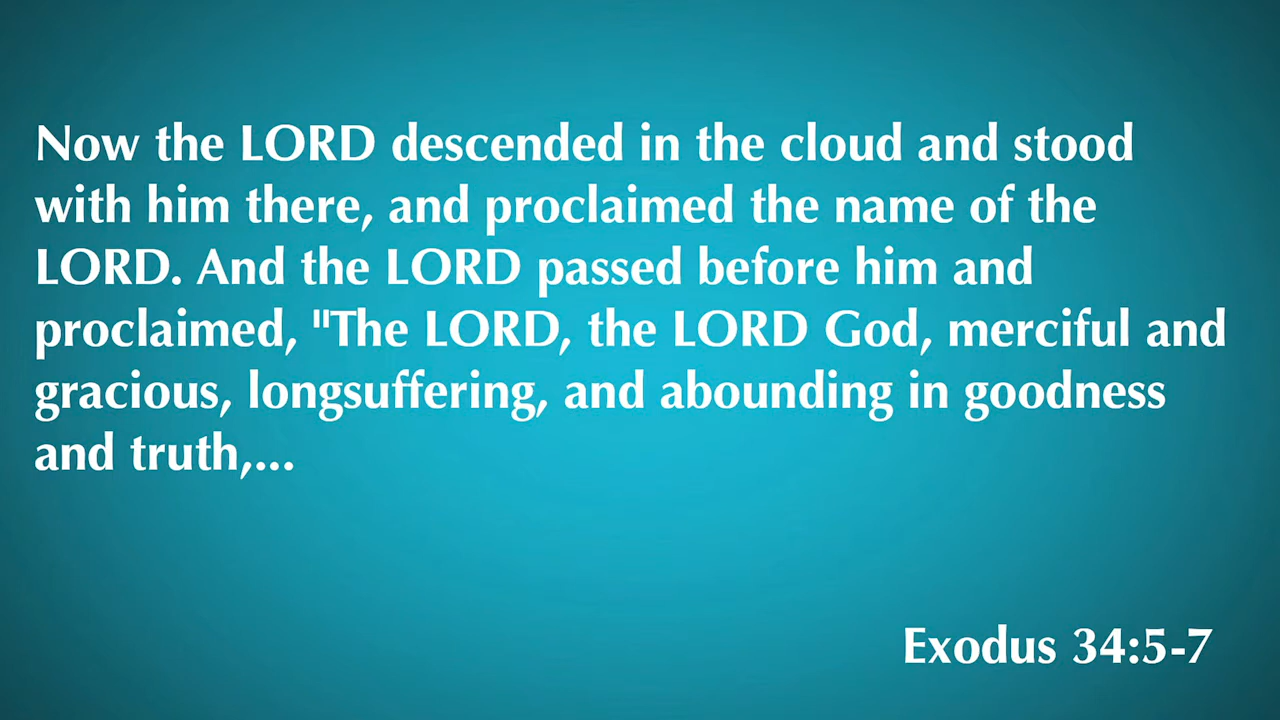 Now the LORD descended in the cloud and stood
with him there, and proclaimed the name of the
LORD. And the LORD passed before him and
proclaimed, "The LORD, the LORD God, merciful and
gracious, longsuffering, and abounding in goodness
and truth,...
Exodus 34:5-7